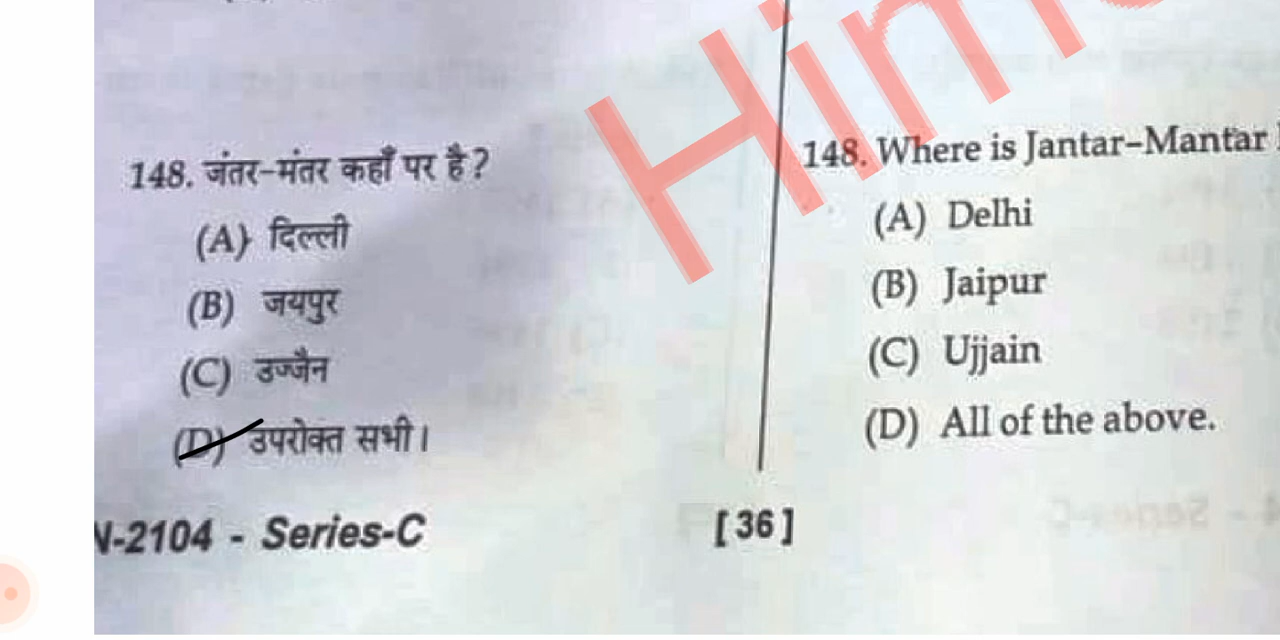 148. जंतर-मंतर कहाँ पर है?
(A) दिल्ली
(B) जयपुर
(C) उज्जैन
(D) उपरोक्त सभी।
148. Where is Jantar-Mantar
(A) Delhi
(B) Jaipur
(C) Ujjain
(D) All of the above.
-2104 - Series-C
[36]